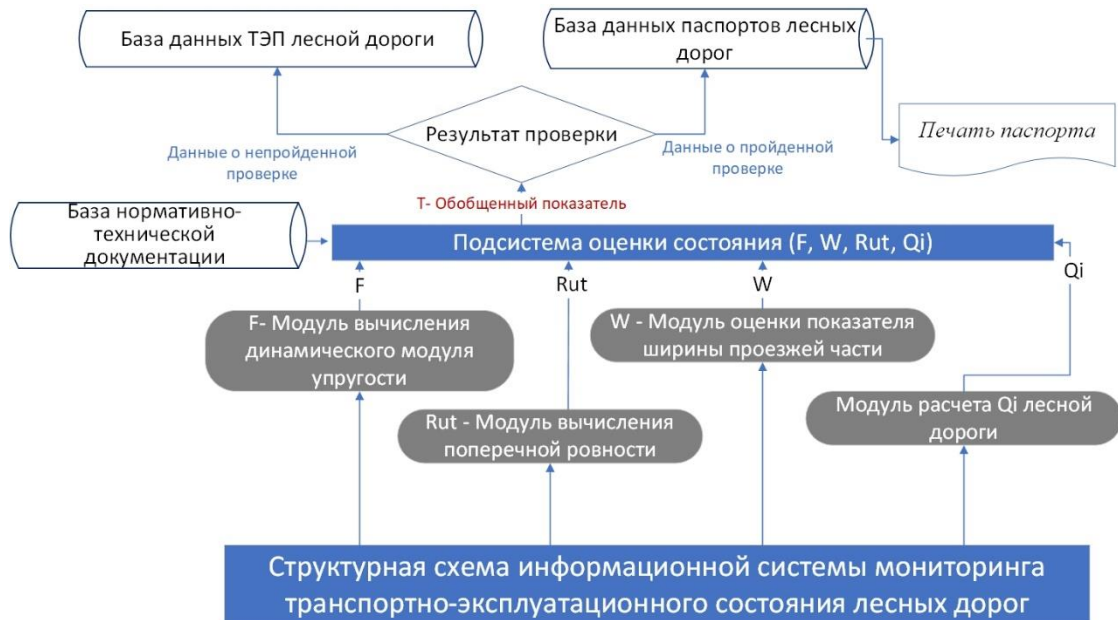 База данных ТЭП лесной дороги
База данных паспортов лесных
дорог
Результат проверки
Печать паспорта
Данные о непройденной
проверке
Данные о пройденной
проверке
Т- Обобщенный показатель
База нормативно-
технической
документации
Подсистема оценки состояния (F, W, Rut, Qi)
F
Rut
W
Qi
F- Модуль вычисления
динамического модуля
упругости
W - Модуль оценки показателя
ширины проезжей части
Rut - Модуль вычисления
поперечной ровности
Модуль расчета Qi лесной
дороги
Структурная схема информационной системы мониторинга
транспортно-эксплуатационного состояния лесных дорог